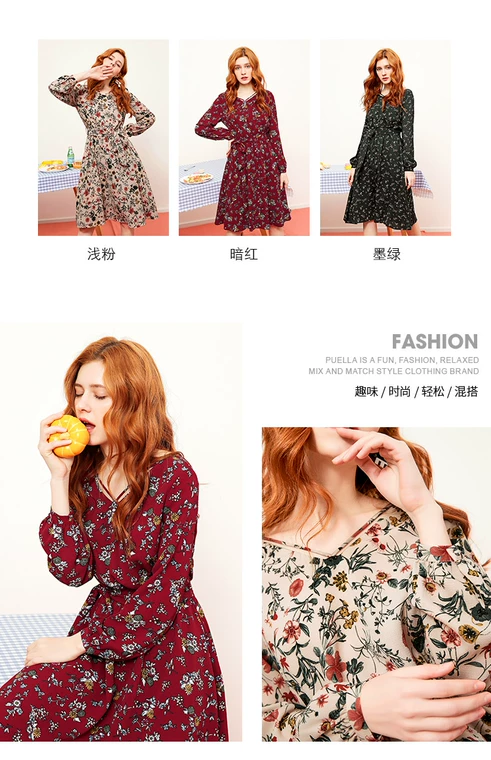 浅粉
暗红
墨绿
FASHION
PUELLA IS A FUN, FASHION, RELAXED
MIX AND MATCH STYLE CLOTHING BRAND
趣味 / 时尚 / 轻松 / 混搭